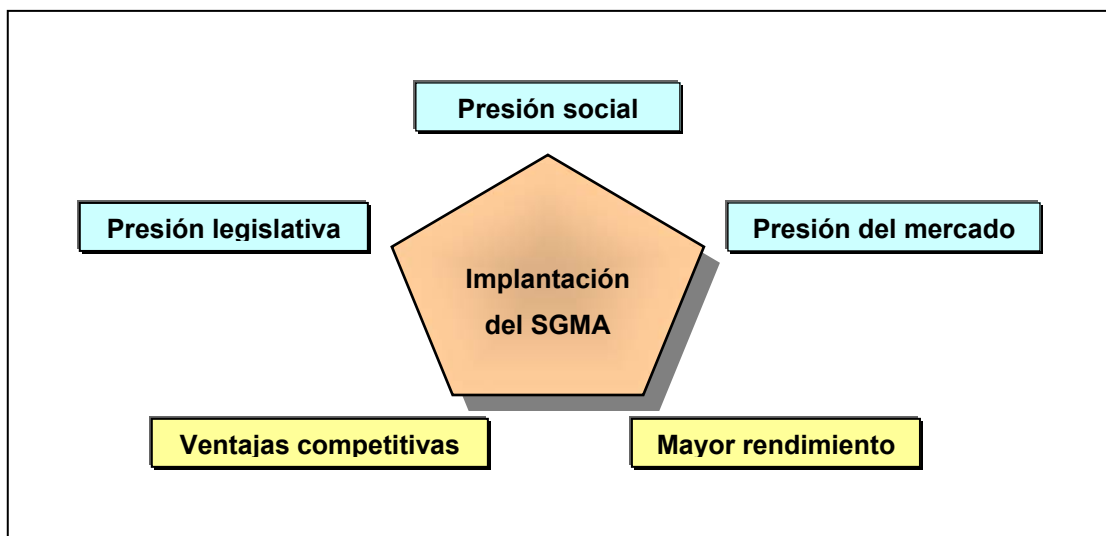 Presión social
Presión legislativa
Presión del mercado
Implantación
del SGMA
Ventajas competitivas
Mayor rendimiento